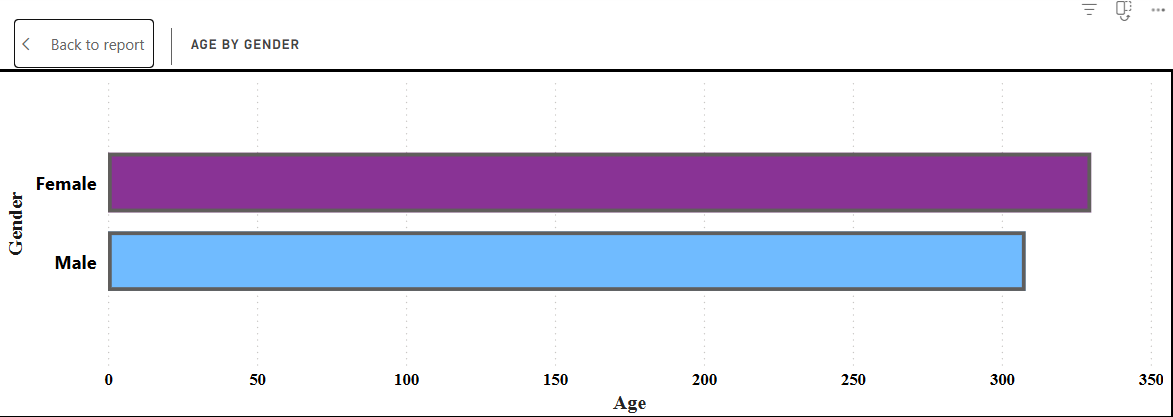 Back to report
AGE BY GENDER
Gender
Female
Male
0 50 100 150 200 250 300 350
Age